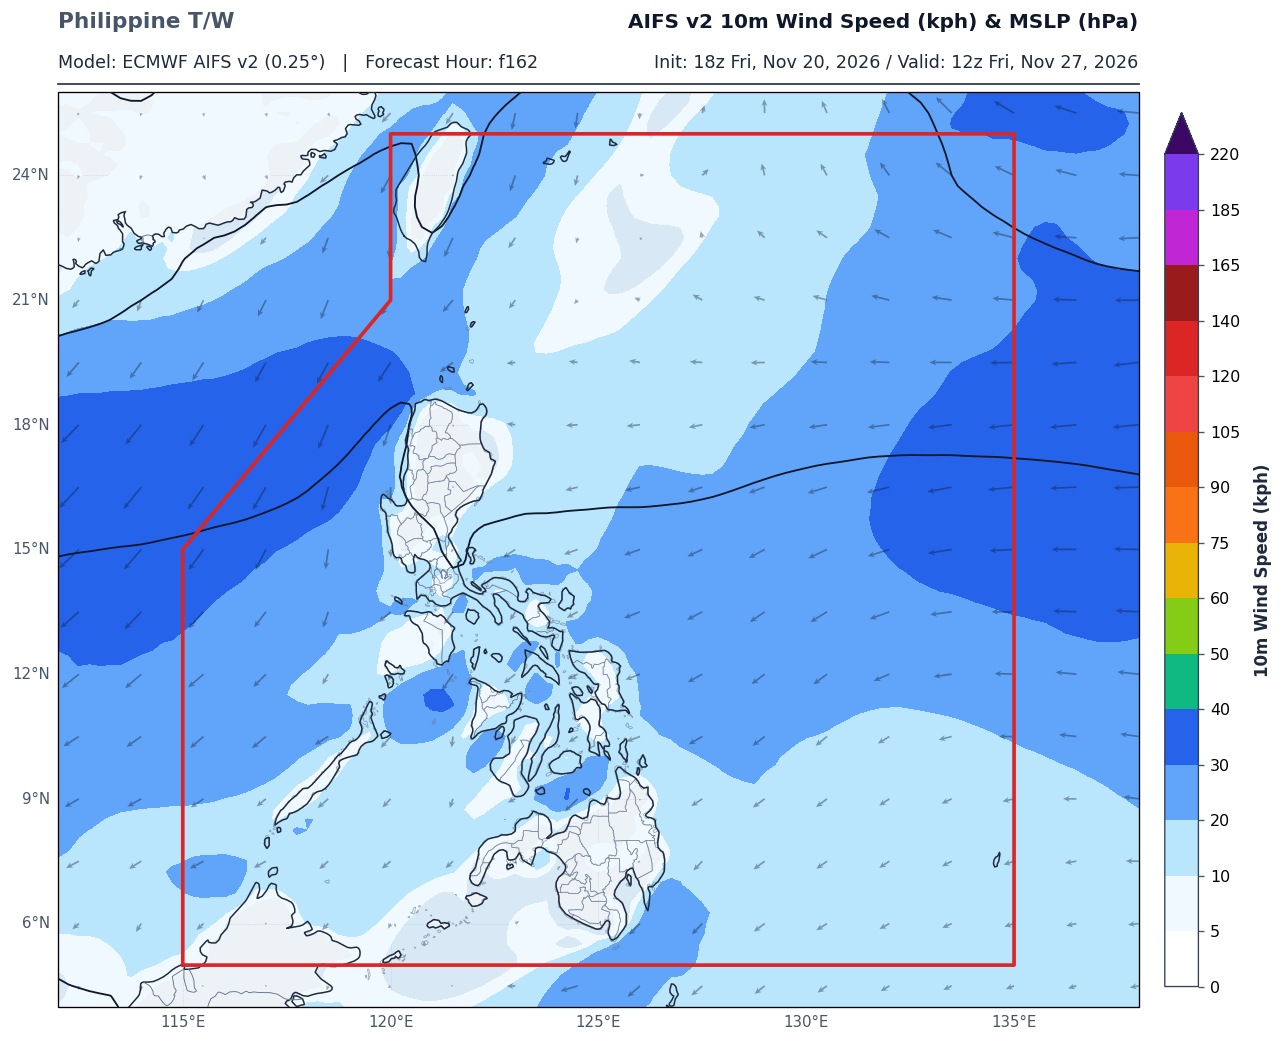 Philippine T/W
AIFS v2 10m Wind Speed (kph) & MSLP (hPa)
Model: ECMWF AIFS v2 (0.25°) | Forecast Hour: f162
Init: 18z Fri, Nov 20, 2026 / Valid: 12z Fri, Nov 27, 2026
24°N
21°N
18°N
15°N
12°N
9°N
6°N
115°E
120°E
125°E
130°E
135°E
220
185
165
140
120
105
90
75
60
50
40
30
20
10
5
0
10m Wind Speed (kph)